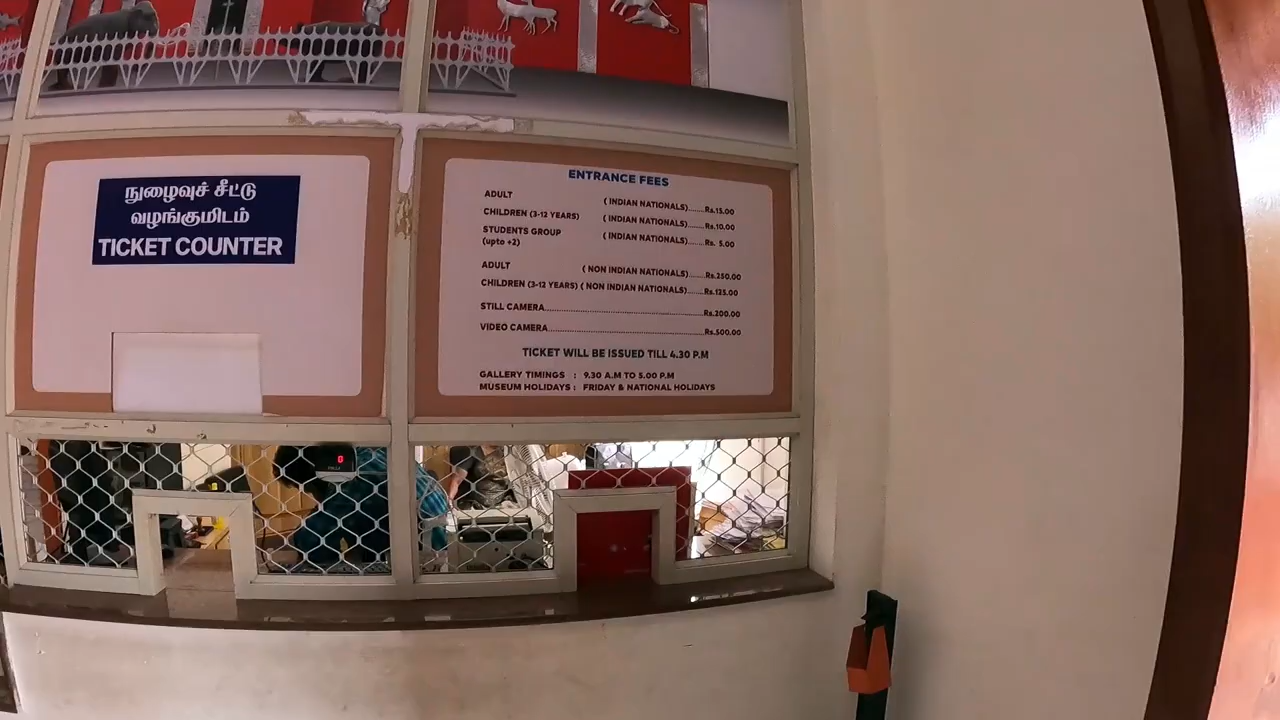 நுழைவுச் சீட்டு
வழங்குமிடம்
TICKET COUNTER
ENTRANCE FEES
ADULT ( INDIAN NATIONALS)......Rs.15.00
CHILDREN (3-12 YEARS) ( INDIAN NATIONALS)......Rs.10.00
STUDENTS GROUP ( INDIAN NATIONALS)......Rs. 5.00
(upto +2)
ADULT ( NON INDIAN NATIONALS)......Rs.250.00
CHILDREN (3-12 YEARS) ( NON INDIAN NATIONALS)......Rs.125.00
STILL CAMERA......Rs.200.00
VIDEO CAMERA......Rs.500.00
TICKET WILL BE ISSUED TILL 4.30 P.M
GALLERY TIMINGS : 9.30 A.M TO 5.00 P.M
MUSEUM HOLIDAYS : FRIDAY & NATIONAL HOLIDAYS
0